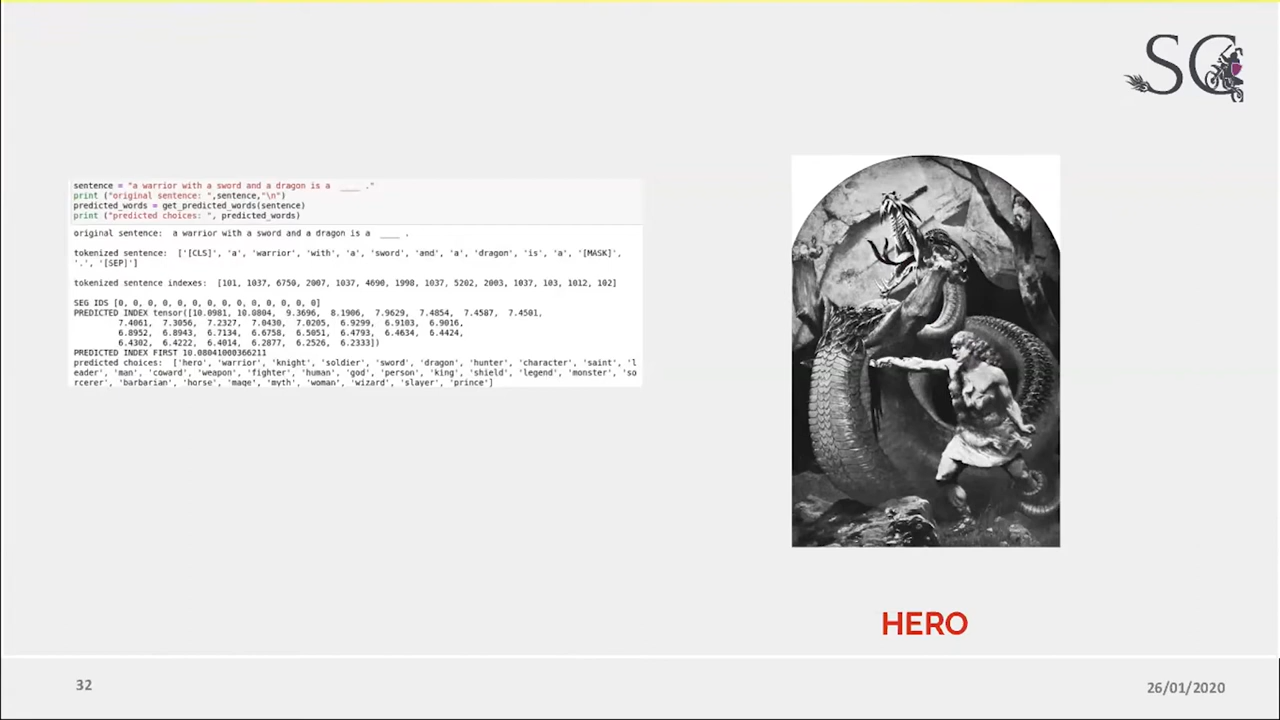 SC
sentence = "a warrior with a sword and a dragon is a ____ ."
print ("original sentence: ",sentence,"\n")
predicted_words = get_predicted_words(sentence)
print ("predicted choices: ", predicted_words)
original sentence:  a warrior with a sword and a dragon is a ____ .
tokenized sentence:  ['[CLS]', 'a', 'warrior', 'with', 'a', 'sword', 'and', 'a', 'dragon', 'is', 'a', '[MASK]',
'.', '[SEP]']
tokenized sentence indexes:  [101, 1037, 6750, 2007, 1037, 4690, 1998, 1037, 5202, 2003, 1037, 103, 1012, 102]
SEG IDS [0, 0, 0, 0, 0, 0, 0, 0, 0, 0, 0, 0, 0, 0]
PREDICTED INDEX tensor([10.0981, 10.0804,  9.3696,  8.1906,  7.9629,  7.4854,  7.4587,  7.4501,
7.4061,  7.3056,  7.2327,  7.0430,  7.0205,  6.9299,  6.9103,  6.9016,
6.8952,  6.8943,  6.7134,  6.6758,  6.5051,  6.4793,  6.4634,  6.4424,
6.4302,  6.4222,  6.4014,  6.2877,  6.2526,  6.2333])
PREDICTED INDEX FIRST 10.08041000366211
predicted choices:  ['hero', 'warrior', 'knight', 'soldier', 'sword', 'dragon', 'hunter', 'character', 'saint', 'l
eader', 'man', 'coward', 'weapon', 'fighter', 'human', 'god', 'person', 'king', 'shield', 'legend', 'monster', 'so
rcerer', 'barbarian', 'horse', 'mage', 'myth', 'woman', 'wizard', 'slayer', 'prince']
HERO
32
26/01/2020